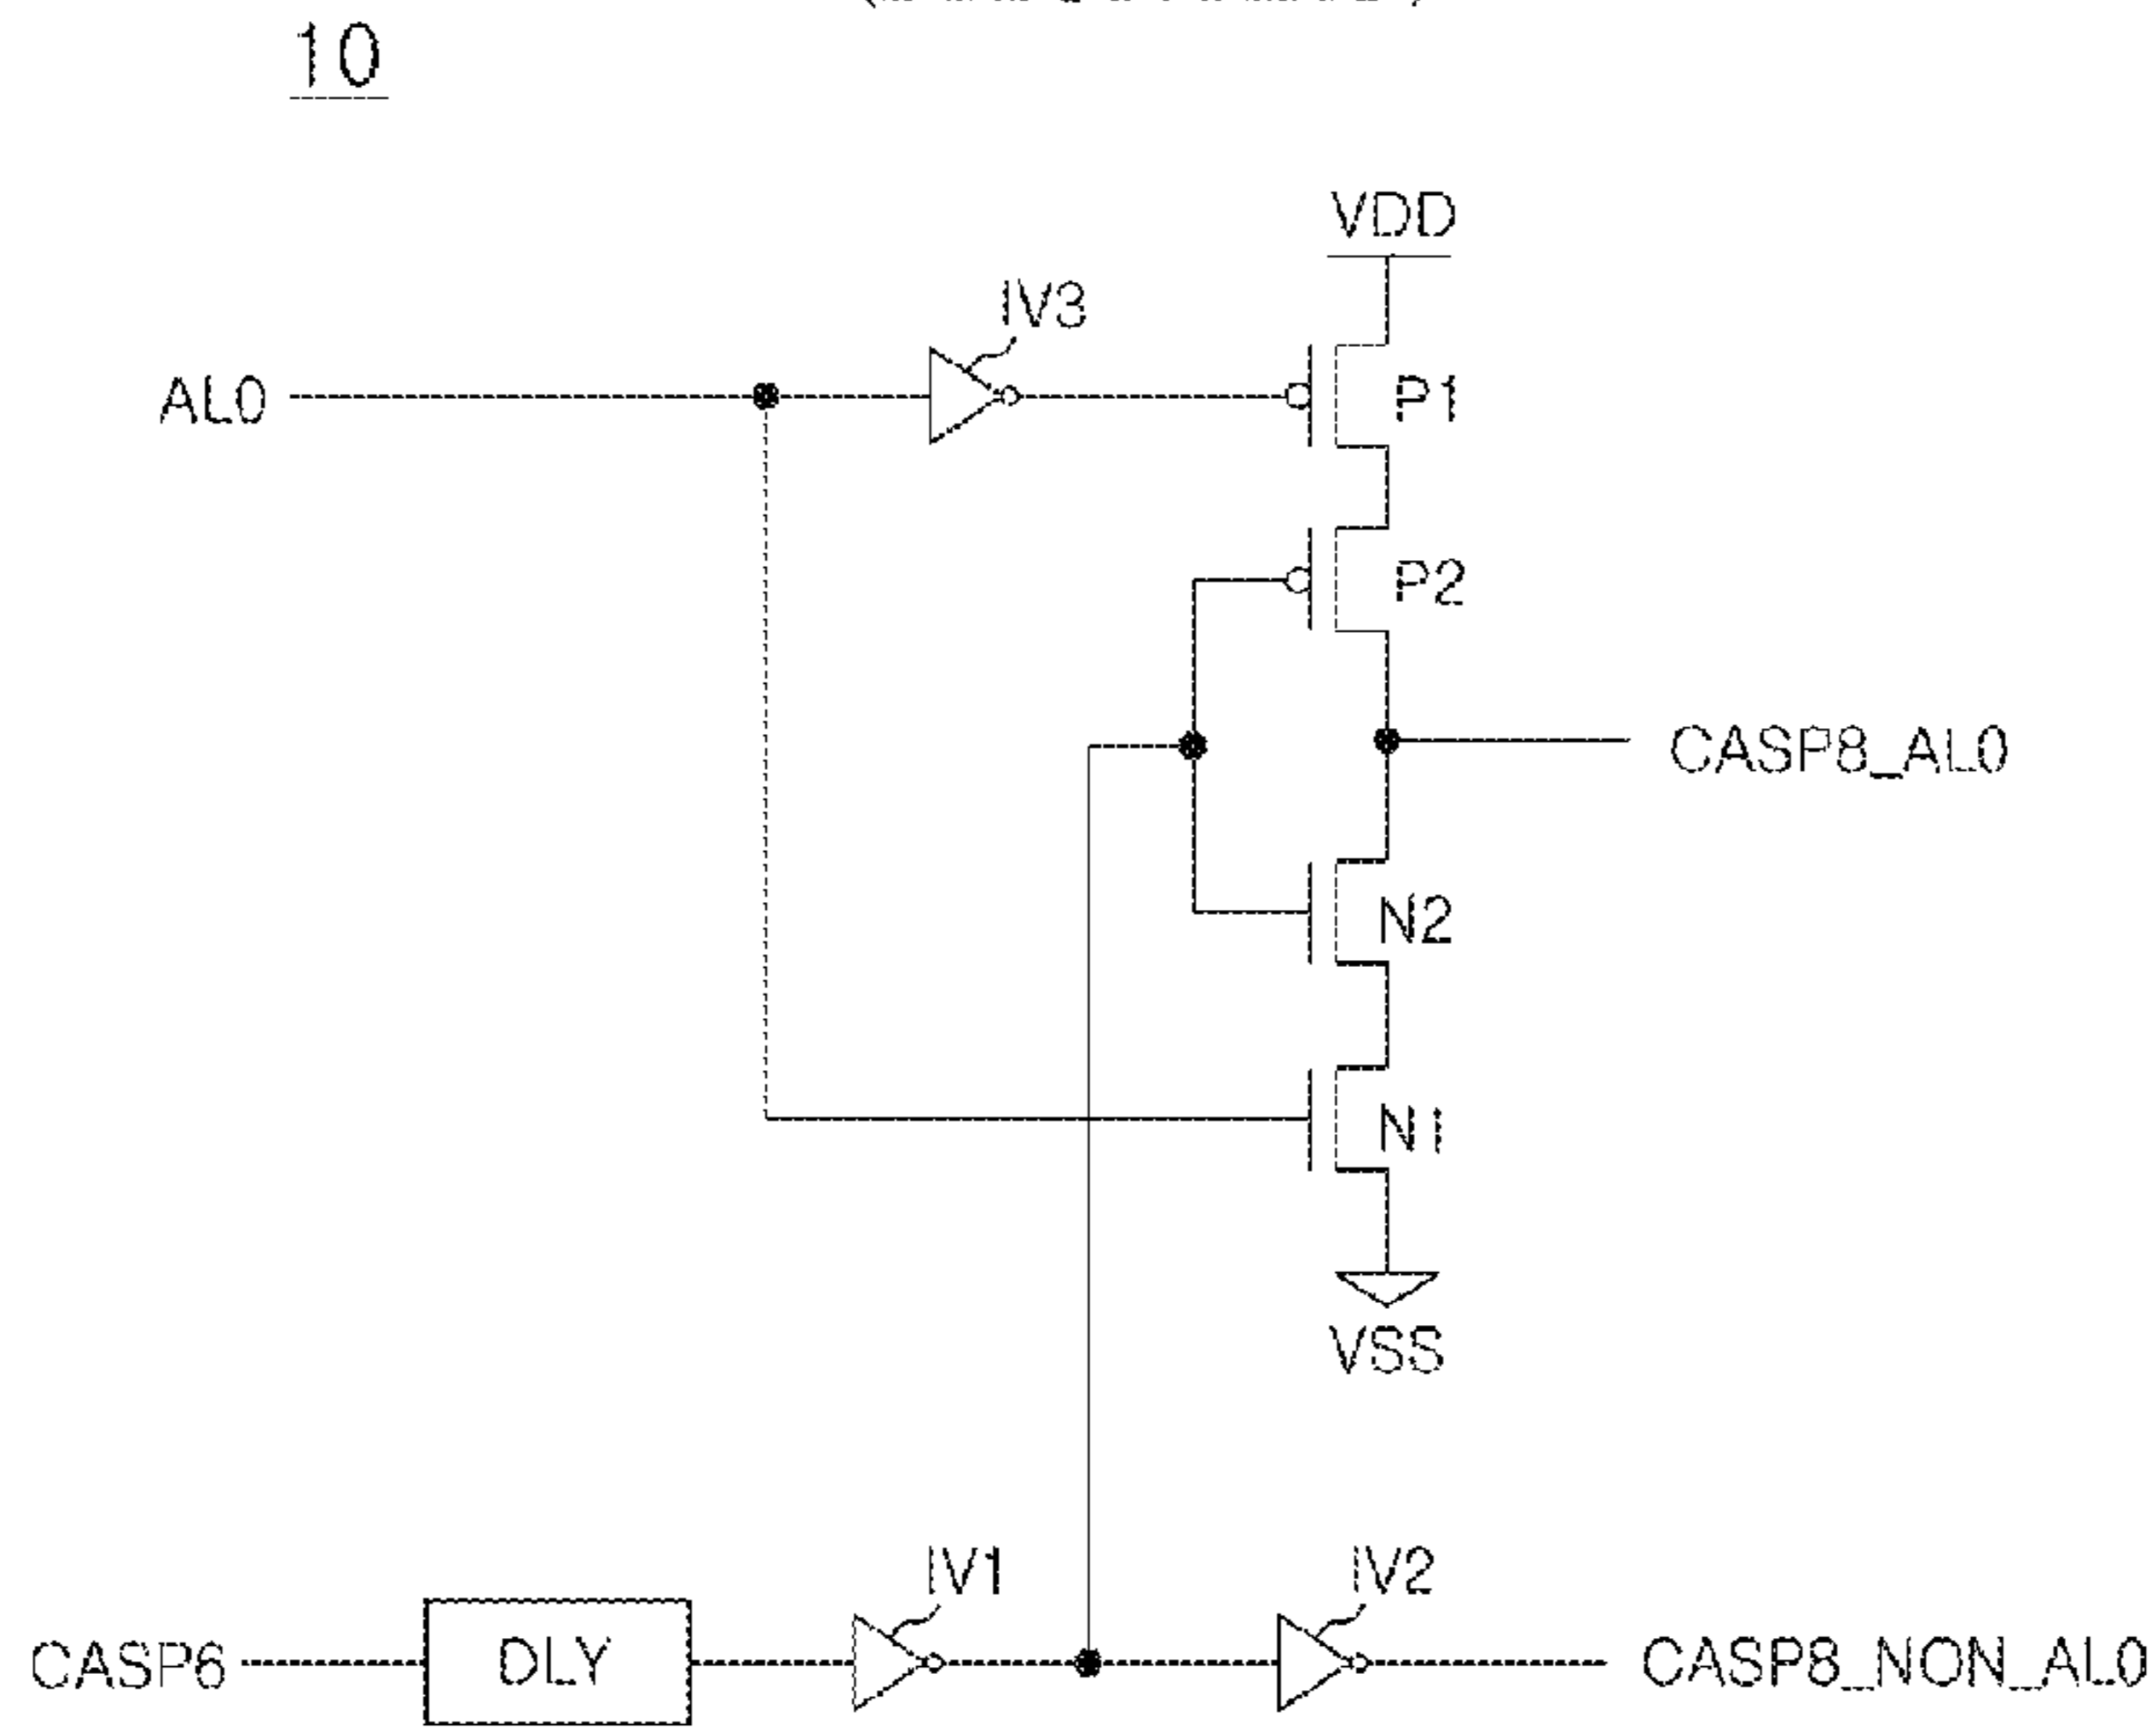 10
VDD
IV3
AL0
P1
P2
CASP8_AL0
N2
N1
VSS
IV1
IV2
CASP6
DLY
CASP8_NON_AL0